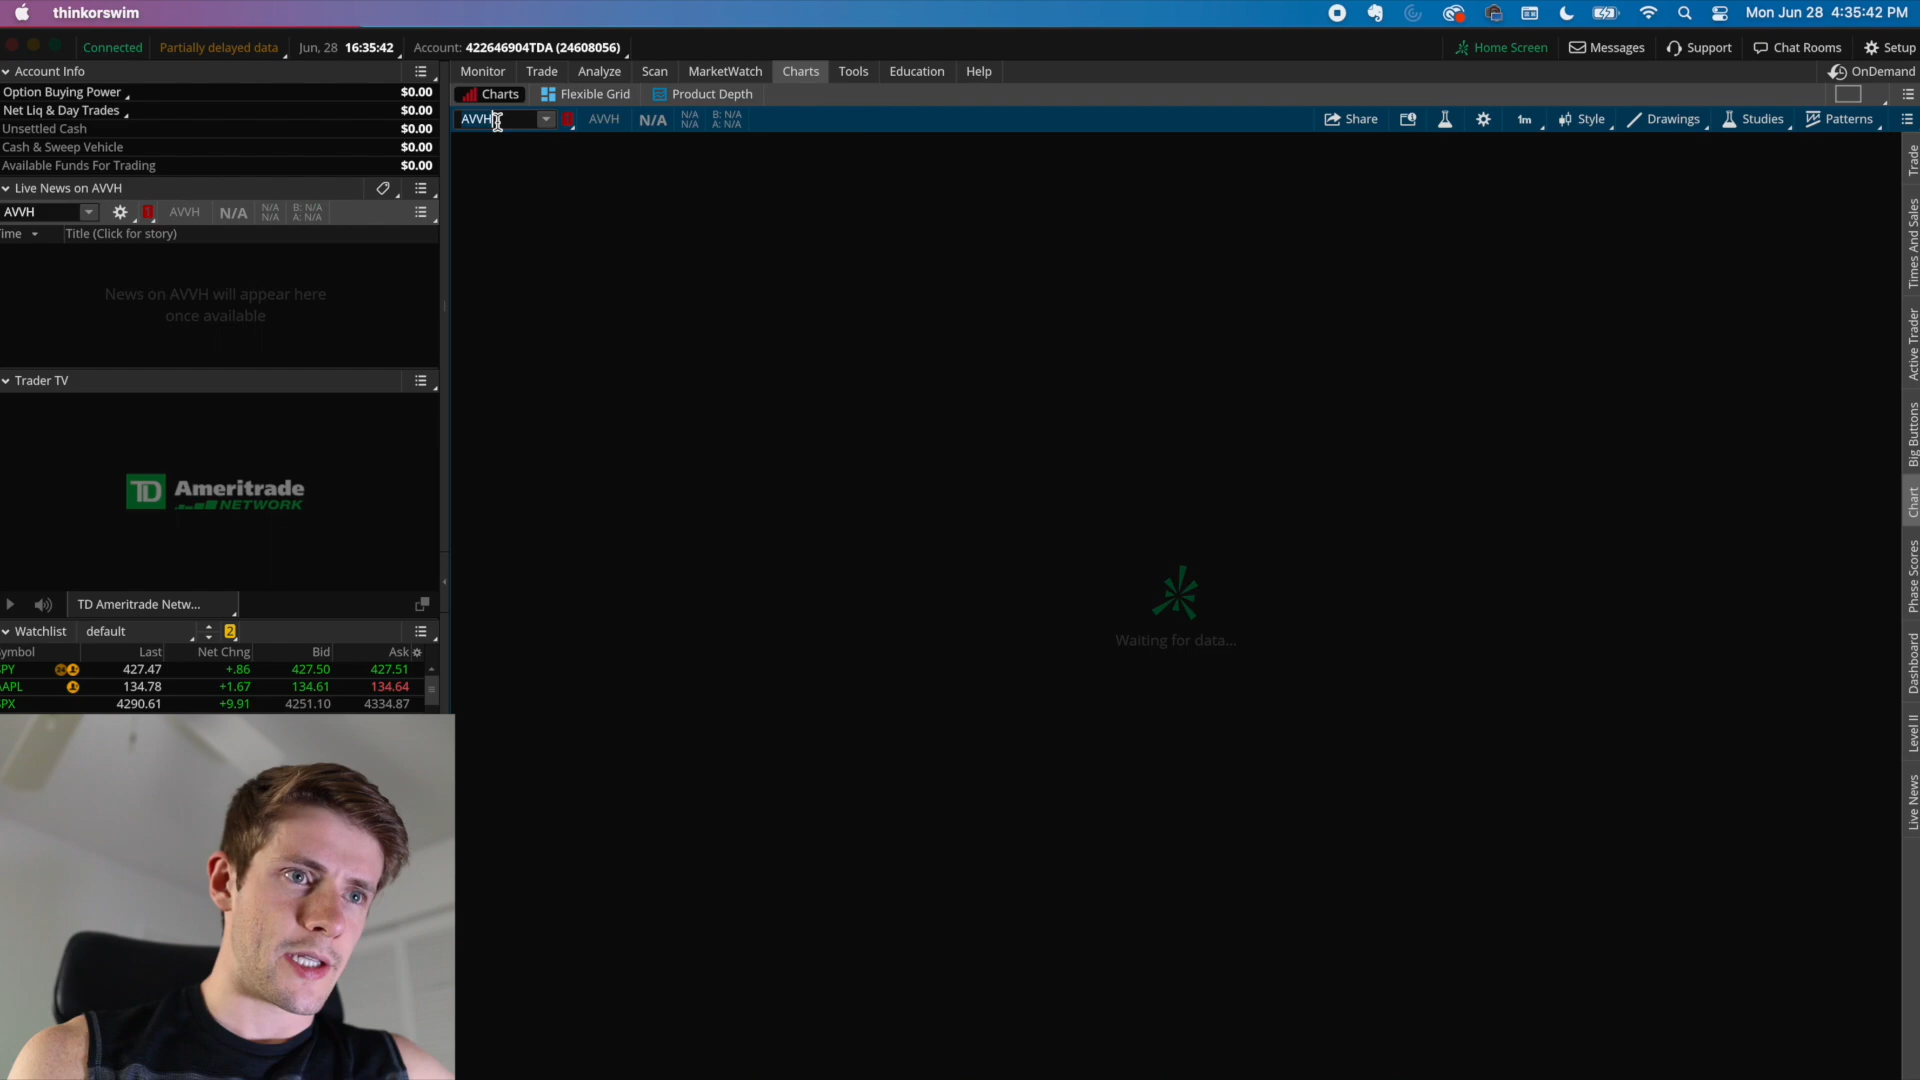 thinkorswim
Mon Jun 28 4:35:42 PM
Connected Partially delayed data Jun, 28 16:35:42 Account: 422646904TDA (24608056) Home Screen Messages Support Chat Rooms Setup
Account Info
Monitor Trade Analyze Scan MarketWatch Charts Tools Education Help OnDemand
Option Buying Power $0.00
Charts Flexible Grid Product Depth
Net Liq & Day Trades $0.00
AVVH AVVH N/A N/A N/A B: N/A A: N/A Share 1m Style Drawings Studies Patterns
Unsettled Cash $0.00
Cash & Sweep Vehicle $0.00
Available Funds For Trading $0.00
Live News on AVVH
AVVH 1 AVVH N/A N/A N/A B: N/A A: N/A
ime Title (Click for story)
News on AVVH will appear here
once available
Trader TV
TD Ameritrade
NETWORK
TD Ameritrade Netw...
Watchlist default 2
ymbol Last Net Chng Bid Ask
PY 427.47 +.86 427.50 427.51
AAPL 134.78 +1.67 134.61 134.64
PX 4290.61 +9.91 4251.10 4334.87
Waiting for data...
Trade
Times And Sales
Active Trader
Big Buttons
Chart
Phase Scores
Dashboard
Level II
Live News